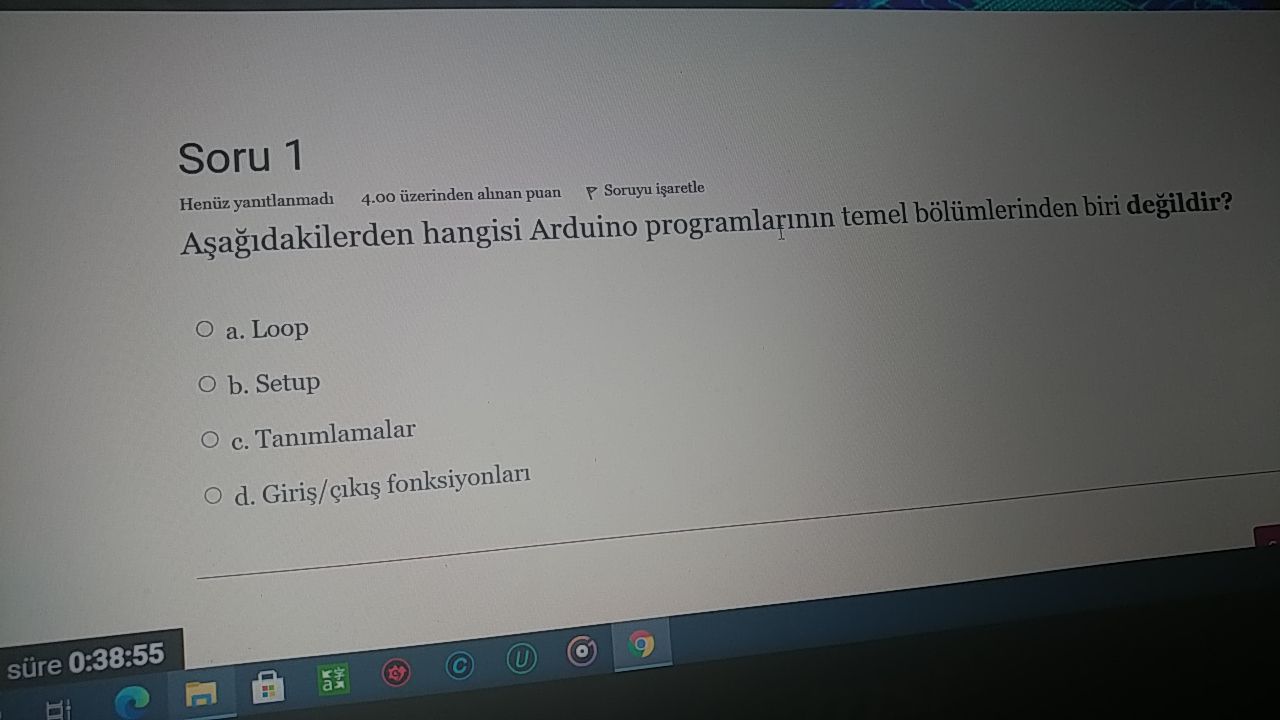 Soru 1
Henüz yanıtlanmadı 4.00 üzerinden alınan puan Soruyu işaretle
Aşağıdakilerden hangisi Arduino programlarının temel bölümlerinden biri değildir?
a. Loop
b. Setup
c. Tanımlamalar
d. Giriş/çıkış fonksiyonları
süre 0:38:55